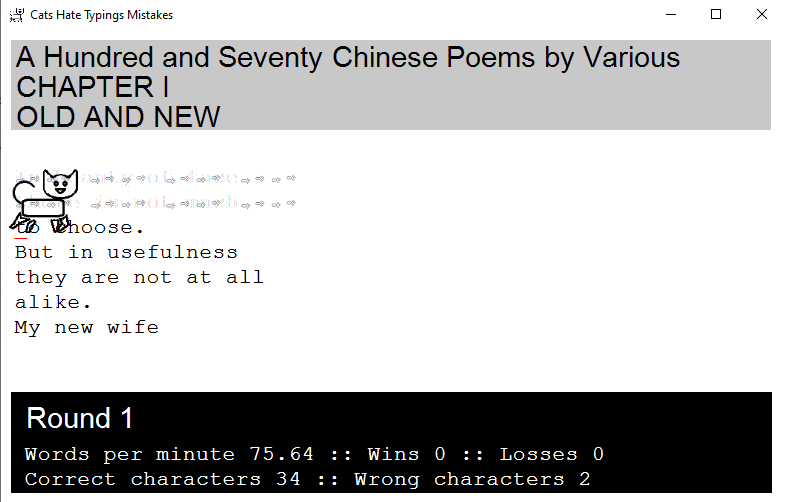 Cats Hate Typings Mistakes
A Hundred and Seventy Chinese Poems by Various
CHAPTER I
OLD AND NEW
to choose.
But in usefulness
they are not at all
alike.
My new wife
Round 1
Words per minute 75.64 :: Wins 0 :: Losses 0
Correct characters 34 :: Wrong characters 2